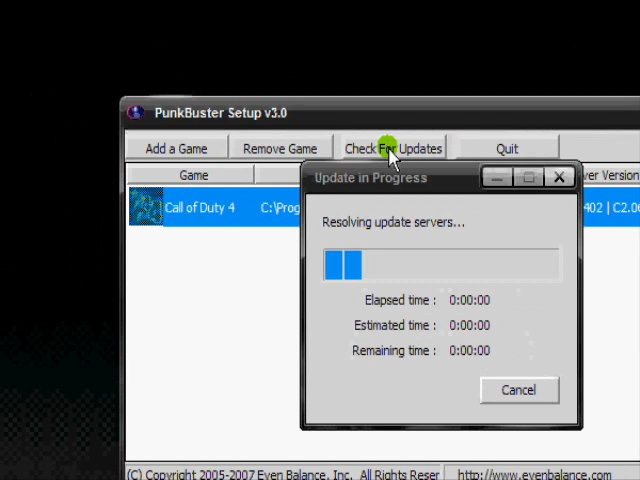 PunkBuster Setup v3.0
Add a Game Remove Game Check For Updates Quit
Game ver Version
Call of Duty 4 C:\Prog 402 | C2.0
Update in Progress
Resolving update servers...
Elapsed time : 0:00:00
Estimated time : 0:00:00
Remaining time : 0:00:00
Cancel
(C) Copyright 2005-2007 Even Balance, Inc. All Rights Reser http://www.evenbalance.com